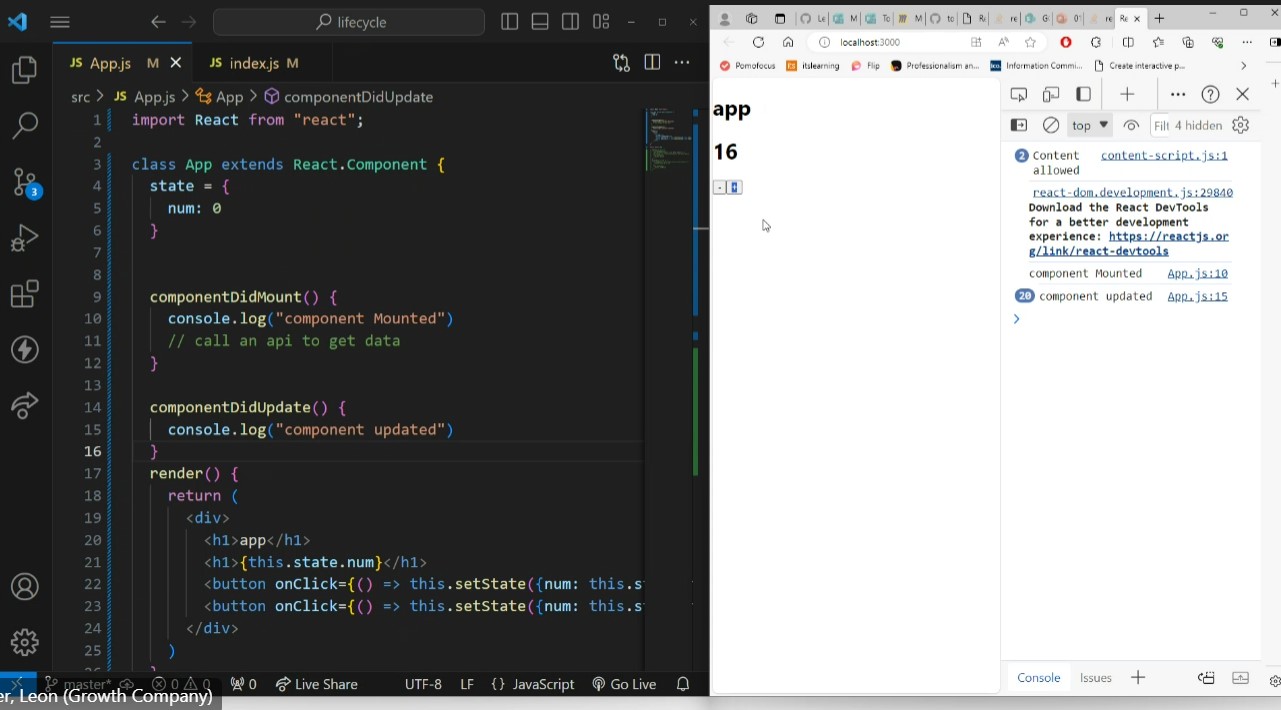 lifecycle
JS App.js M
JS index.js M
src > JS App.js > App > componentDidUpdate
1 import React from "react";
2
3 class App extends React.Component {
4 state = {
5 num: 0
6 }
7
8
9 componentDidMount() {
10 console.log("component Mounted")
11 // call an api to get data
12 }
13
14 componentDidUpdate() {
15 console.log("component updated")
16 }
17 render() {
18 return (
19 <div>
20 <h1>app</h1>
21 <h1>{this.state.num}</h1>
22 <button onClick={() => this.setState({num: this.s
23 <button onClick={() => this.setState({num: this.s
24 </div>
25 )
3
master* 0 0 0 Live Share UTF-8 LF {} JavaScript Go Live
er, Leon (Growth Company)
localhost:3000
Pomofocus itslearning Flip Professionalism an... Information Commi... Create interactive p...
app
16
- +
top Filt 4 hidden
2 Content allowed content-script.js:1
react-dom.development.js:29840
Download the React DevTools
for a better development
experience: https://reactjs.or
g/link/react-devtools
component Mounted App.js:10
20 component updated App.js:15
Console Issues